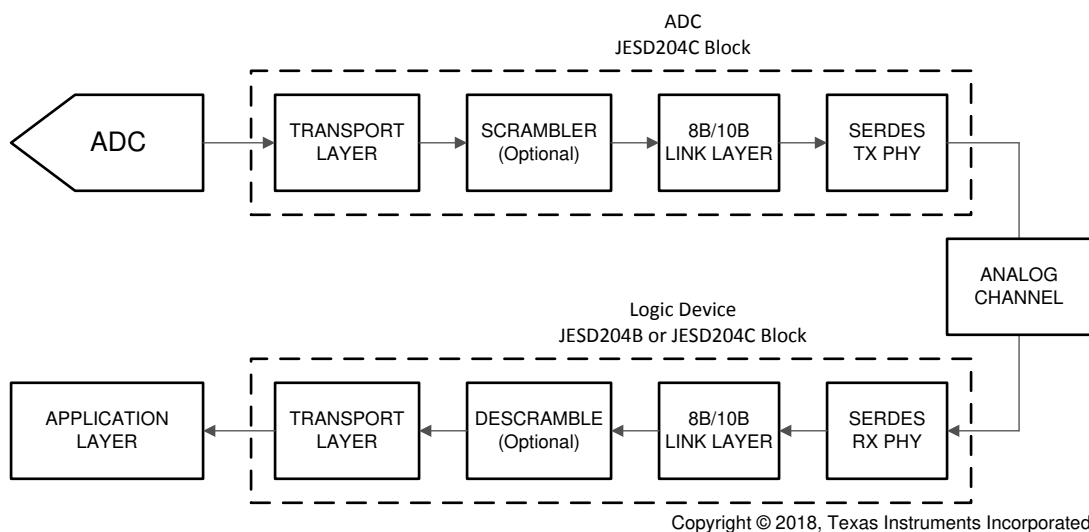 ADC
JESD204C Block
ADC
TRANSPORT
LAYER
SCRAMBLER
(Optional)
8B/10B
LINK LAYER
SERDES
TX PHY
ANALOG
CHANNEL
Logic Device
JESD204B or JESD204C Block
APPLICATION
LAYER
TRANSPORT
LAYER
DESCRAMBLE
(Optional)
8B/10B
LINK LAYER
SERDES
RX PHY
Copyright © 2018, Texas Instruments Incorporated